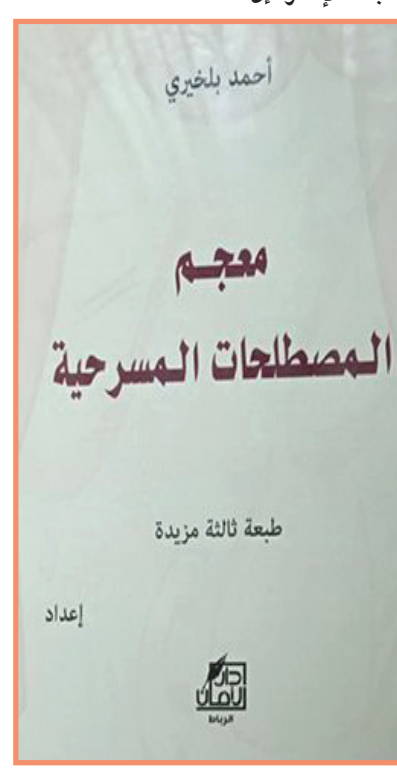 أحمد بلخيري
معجم
المصطلحات المسرحية
طبعة ثالثة مزيدة
إعداد
دار
الأمان
الرباط